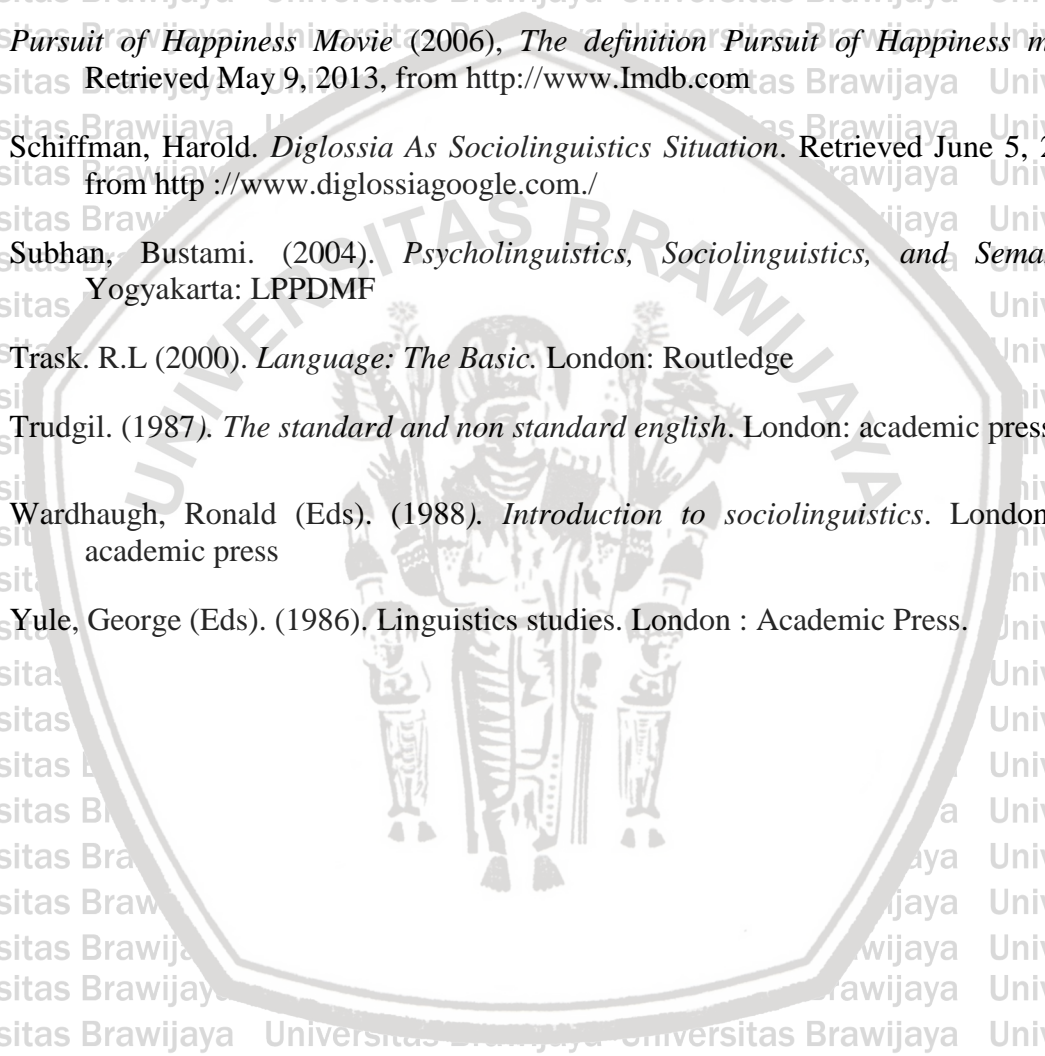 Pursuit of Happiness Movie (2006), The definition Pursuit of Happiness
Retrieved May 9, 2013, from http://www.Imdb.com
Schiffman, Harold. Diglossia As Sociolinguistics Situation. Retrieved June 5,
from http ://www.diglossiagoogle.com./
Subhan, Bustami. (2004). Psycholinguistics, Sociolinguistics, and
Yogyakarta: LPPDMF
Trask. R.L (2000). Language: The Basic. London: Routledge
Trudgil. (1987). The standard and non standard english. London: academic press
Wardhaugh, Ronald (Eds). (1988). Introduction to sociolinguistics. London
academic press
Yule, George (Eds). (1986). Linguistics studies. London : Academic Press.
UNIVERSITAS BRAWIJAYA